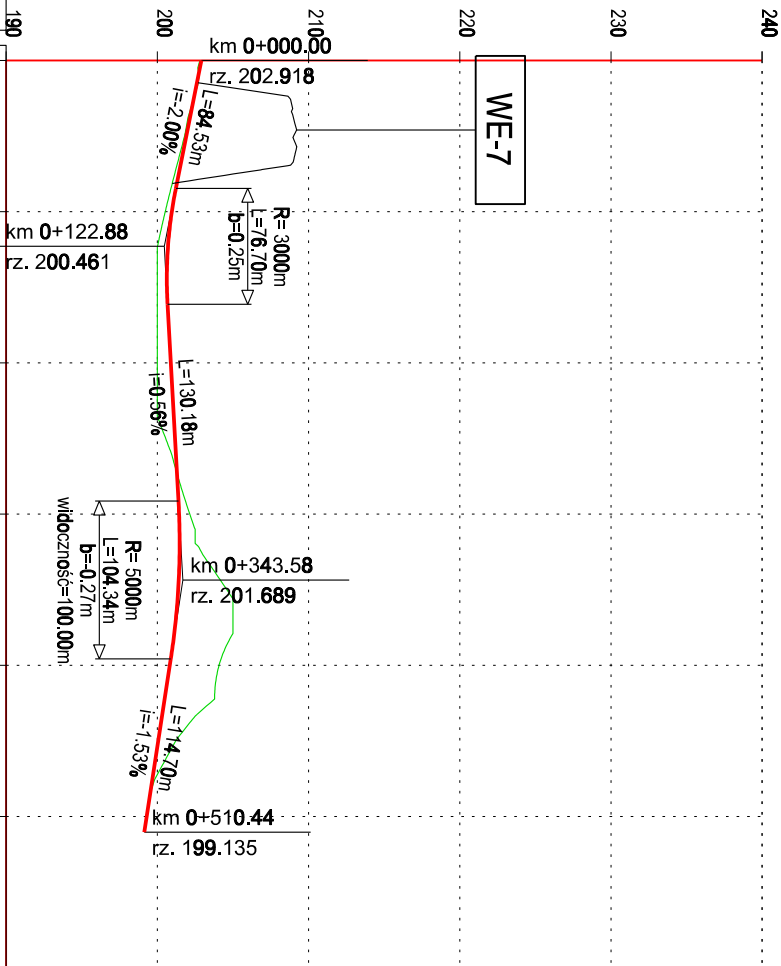 190
200
210
220
230
240
WE-7
km 0+000.00
rz. 202.918
L=84.53m
i=-2.00%
R= 3000m
L=76.70m
b=0.25m
km 0+122.88
rz. 200.461
L=130.18m
i=0.56%
R= 5000m
L=104.34m
b=-0.27m
widoczność=100.00m
km 0+343.58
rz. 201.689
L=114.70m
i=-1.53%
km 0+510.44
rz. 199.135